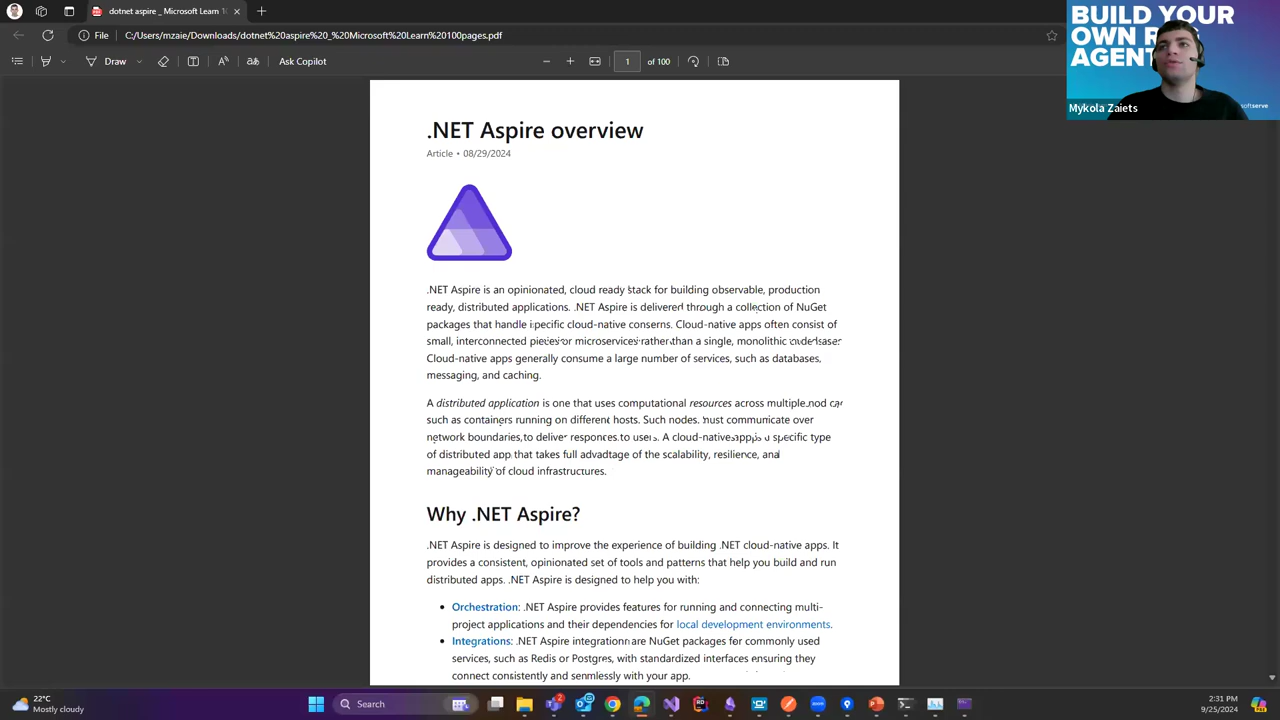 dotnet aspire _ Microsoft Learn 10
File
C:/Users/mzaie/Downloads/dotnet%20aspire%20_%20Microsoft%20Learn%20100pages.pdf
Draw
Ask Copilot
1 of 100
BUILD YOUR
OWN
AGENT
Mykola Zaiets
softserve
.NET Aspire overview
Article • 08/29/2024
.NET Aspire is an opinionated, cloud ready stack for building observable, production
ready, distributed applications. .NET Aspire is delivered through a collection of NuGet
packages that handle specific cloud-native conserns. Cloud-native apps often consist of
small, interconnected pieces or microservices rather than a single, monolithic
Cloud-native apps generally consume a large number of services, such as databases,
messaging, and caching.
A distributed application is one that uses computational resources across multiple
such as containers running on different hosts. Such nodes. must communicate over
network boundaries to deliver responses to users. A cloud-native app is a specific type
of distributed app that takes full advadtage of the scalability, resilience, and
manageability of cloud infrastructures.
Why .NET Aspire?
.NET Aspire is designed to improve the experience of building .NET cloud-native apps. It
provides a consistent, opinionated set of tools and patterns that help you build and run
distributed apps. .NET Aspire is designed to help you with:
• Orchestration: .NET Aspire provides features for running and connecting multi-
project applications and their dependencies for local development environments.
• Integrations: .NET Aspire integrations are NuGet packages for commonly used
services, such as Redis or Postgres, with standardized interfaces ensuring they
connect consistently and senmlessly with your app.
22°C
Mostly cloudy
Search
2:31 PM
9/25/2024